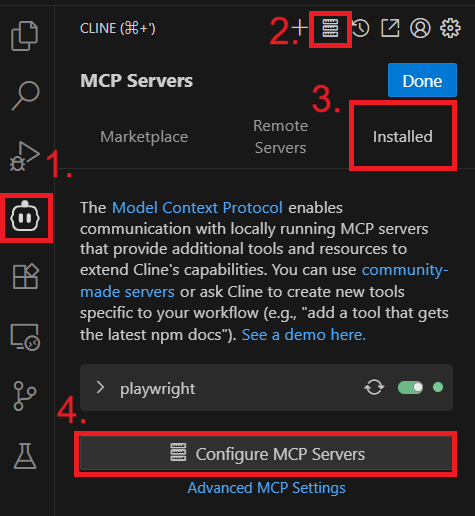 CLINE (⌘+')
2.
MCP Servers
Done
3.
Marketplace
Remote
Servers
Installed
1.
The Model Context Protocol enables
communication with locally running MCP servers
that provide additional tools and resources to
extend Cline's capabilities. You can use community-
made servers or ask Cline to create new tools
specific to your workflow (e.g., "add a tool that gets
the latest npm docs"). See a demo here.
playwright
4.
Configure MCP Servers
Advanced MCP Settings